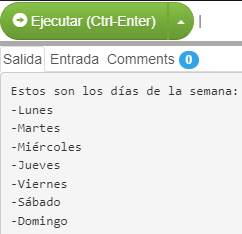 Ejecutar (Ctrl-Enter)
Salida Entrada Comments 0
Estos son los días de la semana:
-Lunes
-Martes
-Miércoles
-Jueves
-Viernes
-Sábado
-Domingo